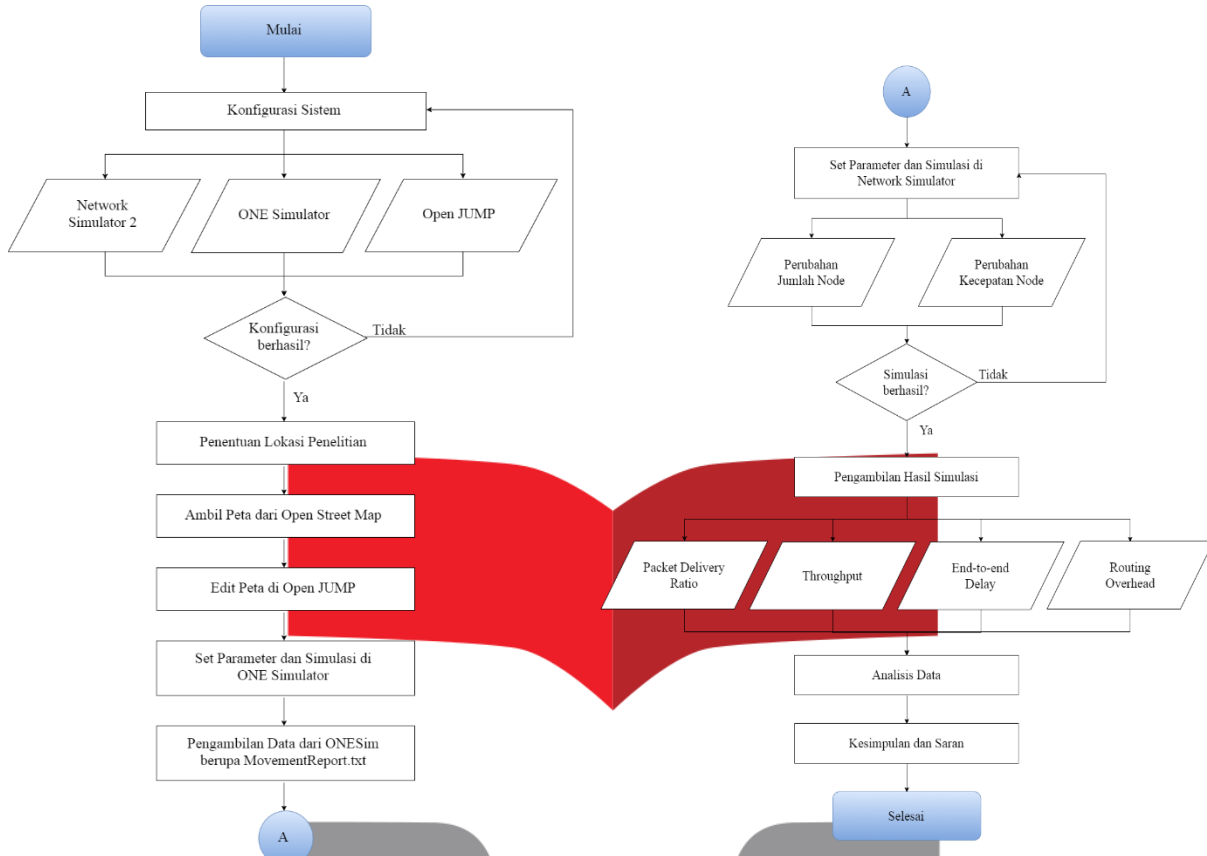 Mulai
Konfigurasi Sistem
Network
Simulator 2
ONE Simulator
Open JUMP
Konfigurasi
berhasil?
Tidak
Ya
Penentuan Lokasi Penelitian
Ambil Peta dari Open Street Map
Edit Peta di Open JUMP
Set Parameter dan Simulasi di
ONE Simulator
Pengambilan Data dari ONESim
berupa MovementReport.txt
A
A
Set Parameter dan Simulasi di
Network Simulator
Perubahan
Jumlah Node
Perubahan
Kecepatan Node
Simulasi
berhasil?
Tidak
Ya
Pengambilan Hasil Simulasi
Packet Delivery
Ratio
Throughput
End-to-end
Delay
Routing
Overhead
Analisis Data
Kesimpulan dan Saran
Selesai